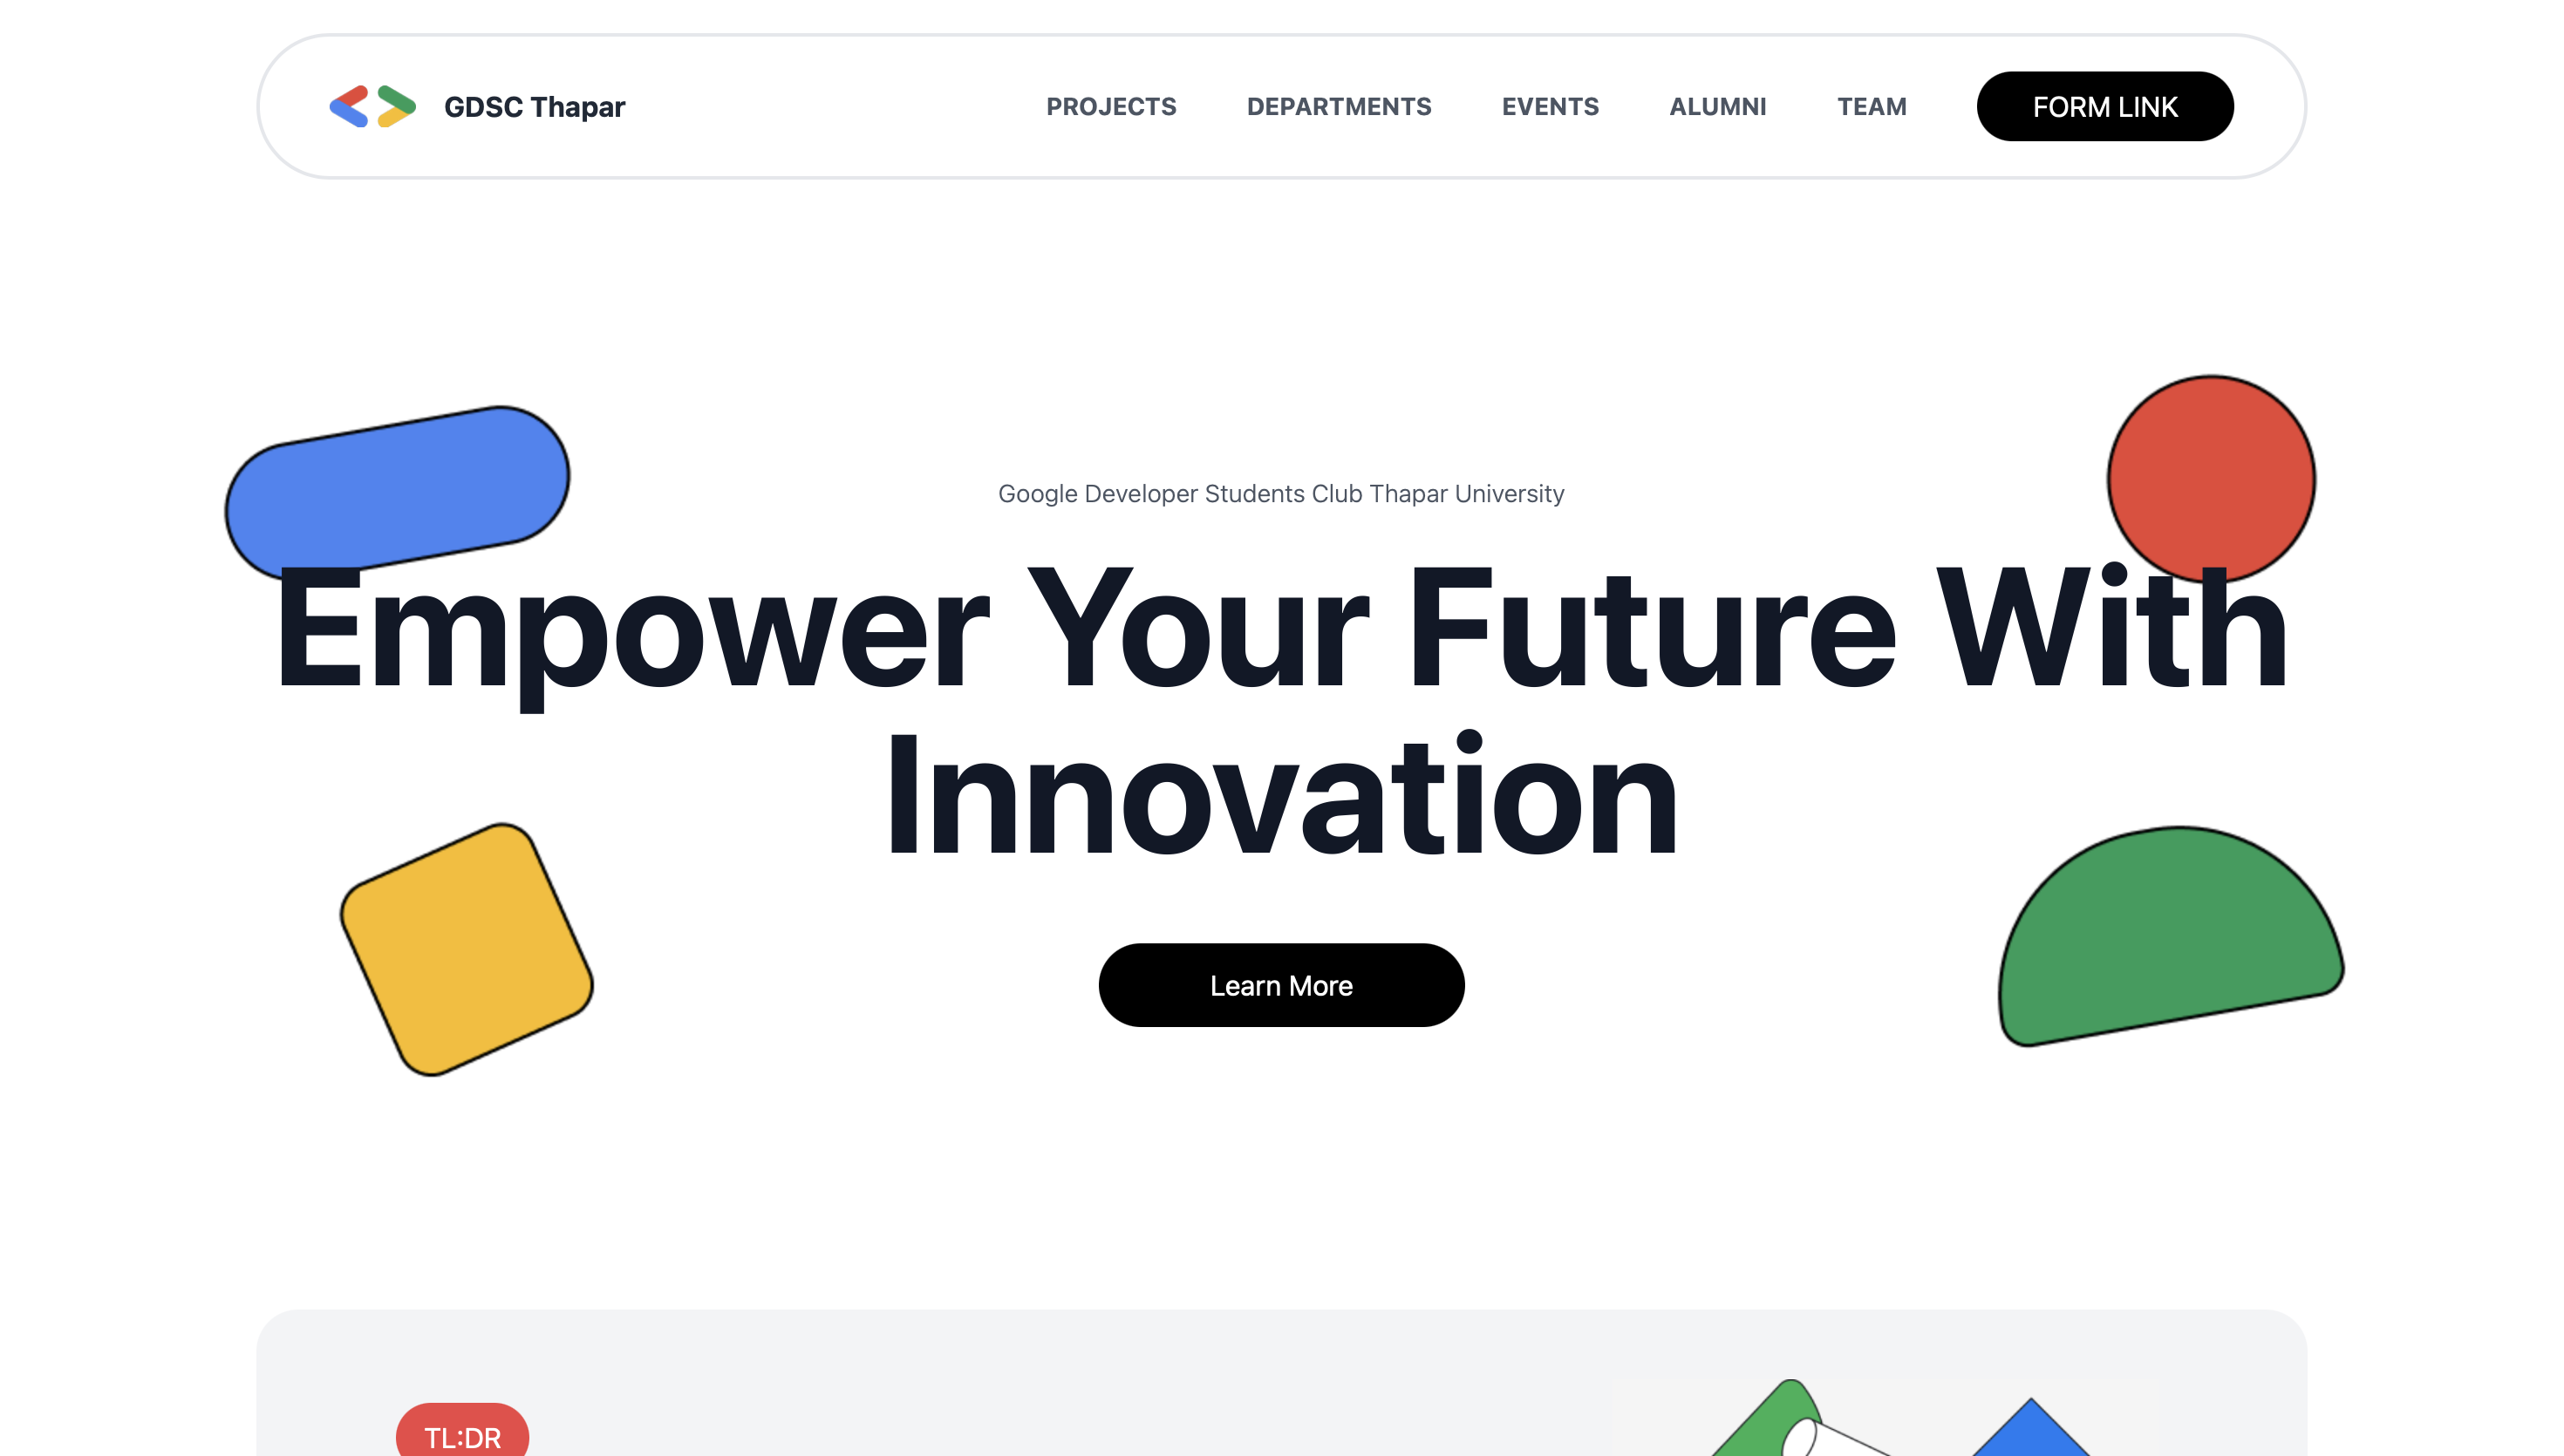 GDSC Thapar
PROJECTS DEPARTMENTS EVENTS ALUMNI TEAM FORM LINK
Google Developer Students Club Thapar University
Empower Your Future With
Innovation
Learn More
TL:DR